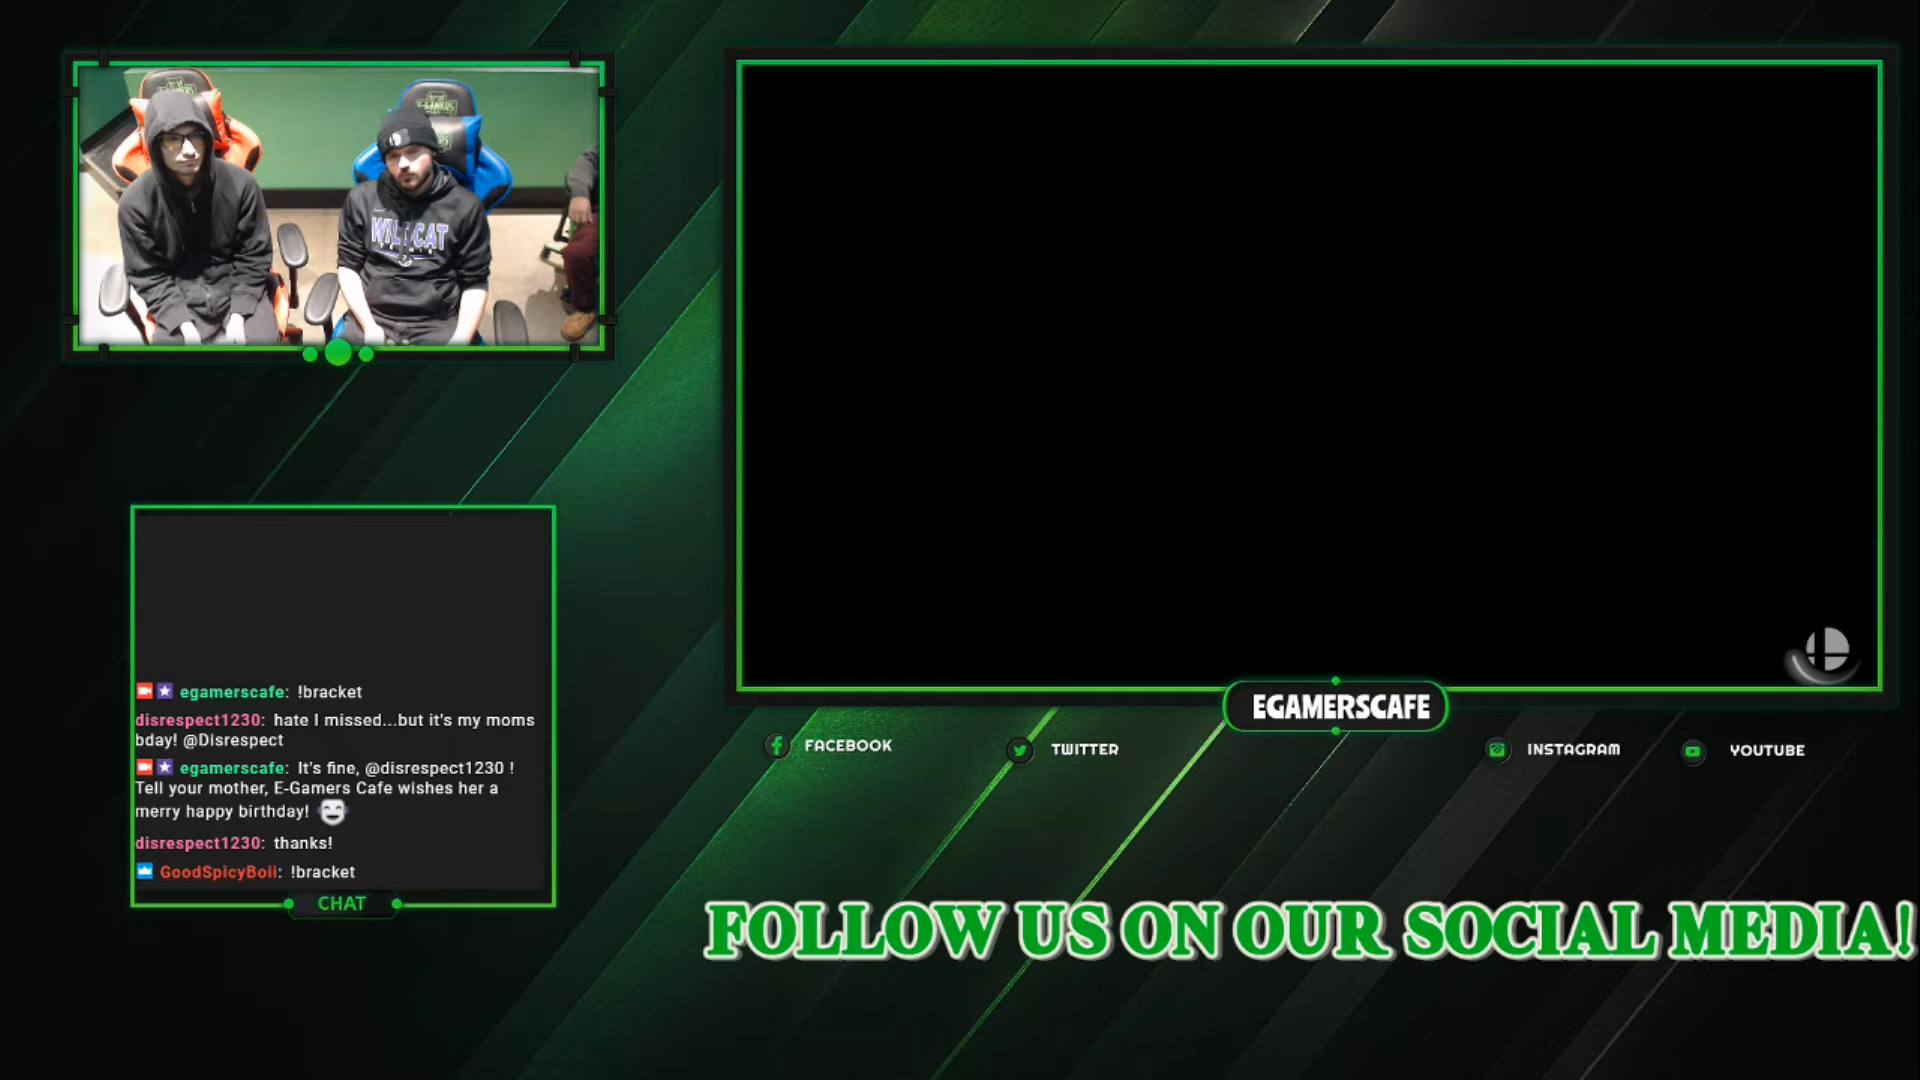 E-GAMERS
WILDCAT
egamerscafe: !bracket
disrespect1230: hate I missed...but it's my moms
bday! @Disrespect
egamerscafe: It's fine, @disrespect1230 !
Tell your mother, E-Gamers Cafe wishes her a
merry happy birthday!
disrespect1230: thanks!
GoodSpicyBoii: !bracket
CHAT
EGAMERSCAFE
FACEBOOK
TWITTER
INSTAGRAM
YOUTUBE
FOLLOW US ON OUR SOCIAL MEDIA!